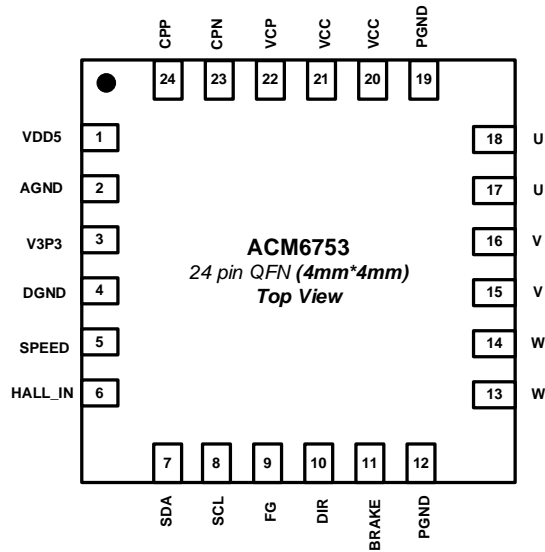 CPP CPN VCP VCC VCC PGND
24 23 22 21 20 19
VDD5 1 18 U
AGND 2 17 U
V3P3 3 16 V
DGND 4 15 V
SPEED 5 14 W
HALL_IN 6 13 W
ACM6753
24 pin QFN (4mm*4mm)
Top View
7 8 9 10 11 12
SDA SCL FG DIR BRAKE PGND